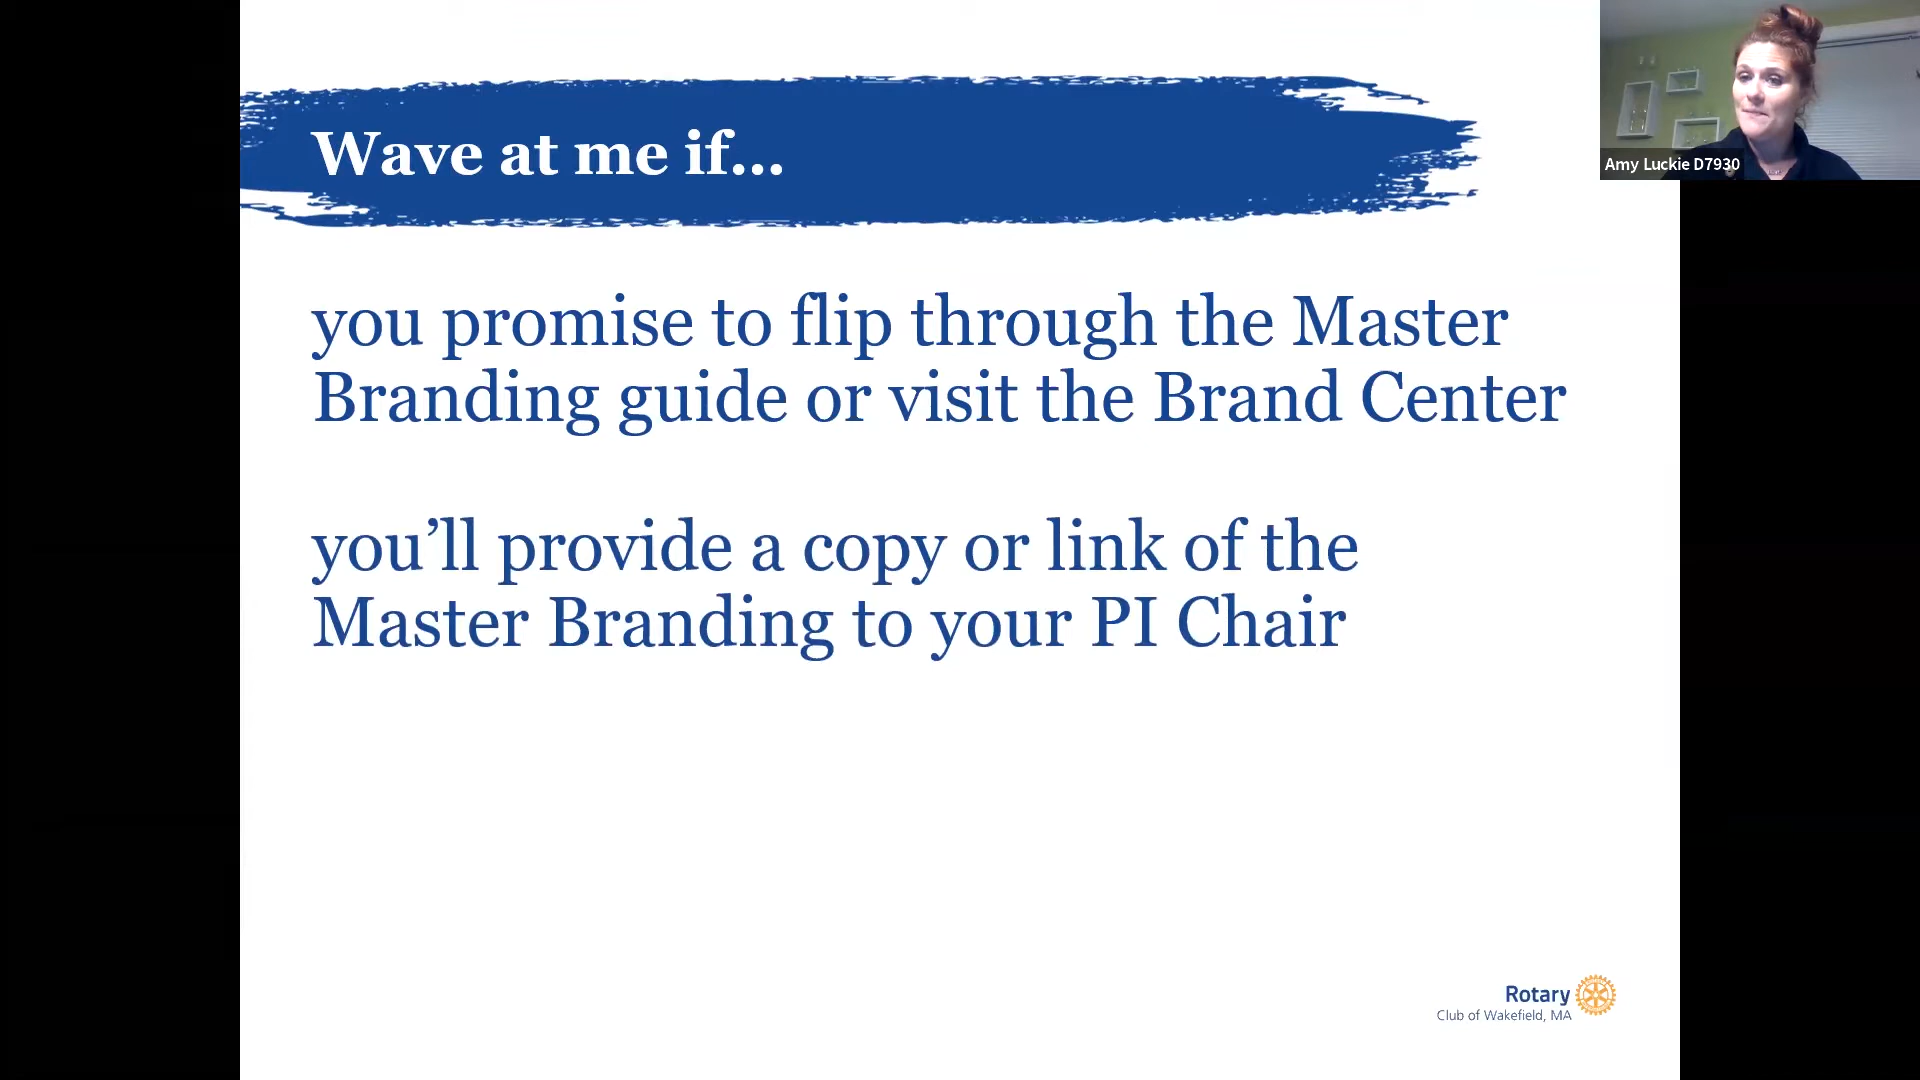 Wave at me if...
Amy Luckie D7930
you promise to flip through the Master
Branding guide or visit the Brand Center
you’ll provide a copy or link of the
Master Branding to your PI Chair
Rotary
Club of Wakefield, MA